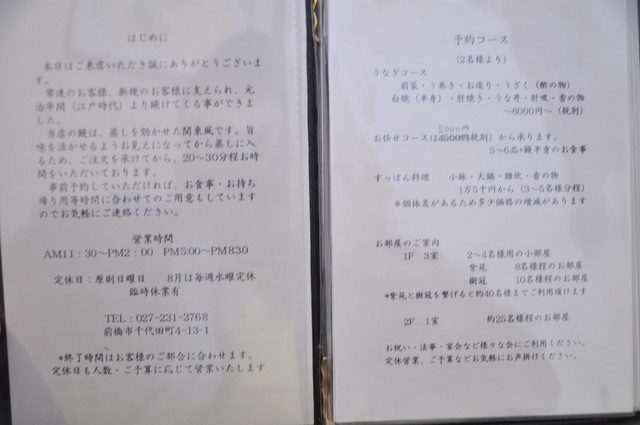 はじめに
本日はご来店いただき誠にありがとうございます。
常連のお客様、新規のお客様に支えられ、元
治年間(江戸時代)より続けてくる事ができま
した。
当店の鰻は、蒸しを効かせた関東風です。旨
味を活かせるようお見えになってから蒸しに入
るため、ご注文を承けてから、20～30分程お時
間をいただいております。
事前予約していただければ、お食事・お持ち
帰り用等時間に合わせてのご用意もしています
のでお気軽にご連絡ください。
営業時間
AM11:30～PM2:00 PM5:00～PM8:30
定休日:原則日曜日 8月は毎週水曜定休
臨時休業有
TEL:027-231-3768
前橋市千代田町4-13-1
*終了時間はお客様のご都合に合わせます。
定休日も人数・ご予算に応じて営業いたします
予約コース
(2名様より)
うなぎコース
前菜・う巻き・お造り・うざく(酢の物)
白焼(半身)・肝焼き・うな丼・肝吸・香の物
～6000円～(税別)
5000円
お任せコースは4500円(税別)から承ります。
5～6品+鰻半身のお食事
すっぽん料理 小鉢・大鍋・雑炊・香の物
1万5千円から(3～5名様分程)
*個体差があるため多少価格の増減があります
お部屋のご案内
1F 3室 2～4名様用の小部屋
紫苑 8名様程のお部屋
樹冠 10名様程のお部屋
*紫苑と樹冠を繋げると約40名様までご利用頂けます
2F 1室 約25名様程のお部屋
お祝い・法事・宴会など様々な会にご利用ください。
定休営業、ご予算などお気軽にお声掛けください。